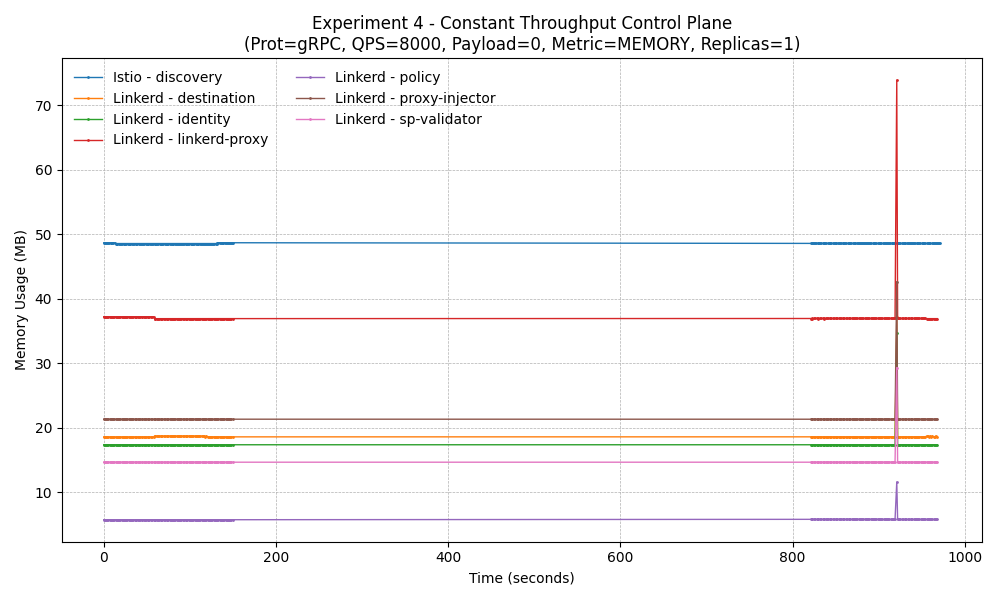 Experiment 4 - Constant Throughput Control Plane
(Prot=gRPC, QPS=8000, Payload=0, Metric=MEMORY, Replicas=1)
Istio - discovery
Linkerd - destination
Linkerd - identity
Linkerd - linkerd-proxy
Linkerd - policy
Linkerd - proxy-injector
Linkerd - sp-validator
Memory Usage (MB)
70
60
50
40
30
20
10
0
200
400
600
800
1000
Time (seconds)